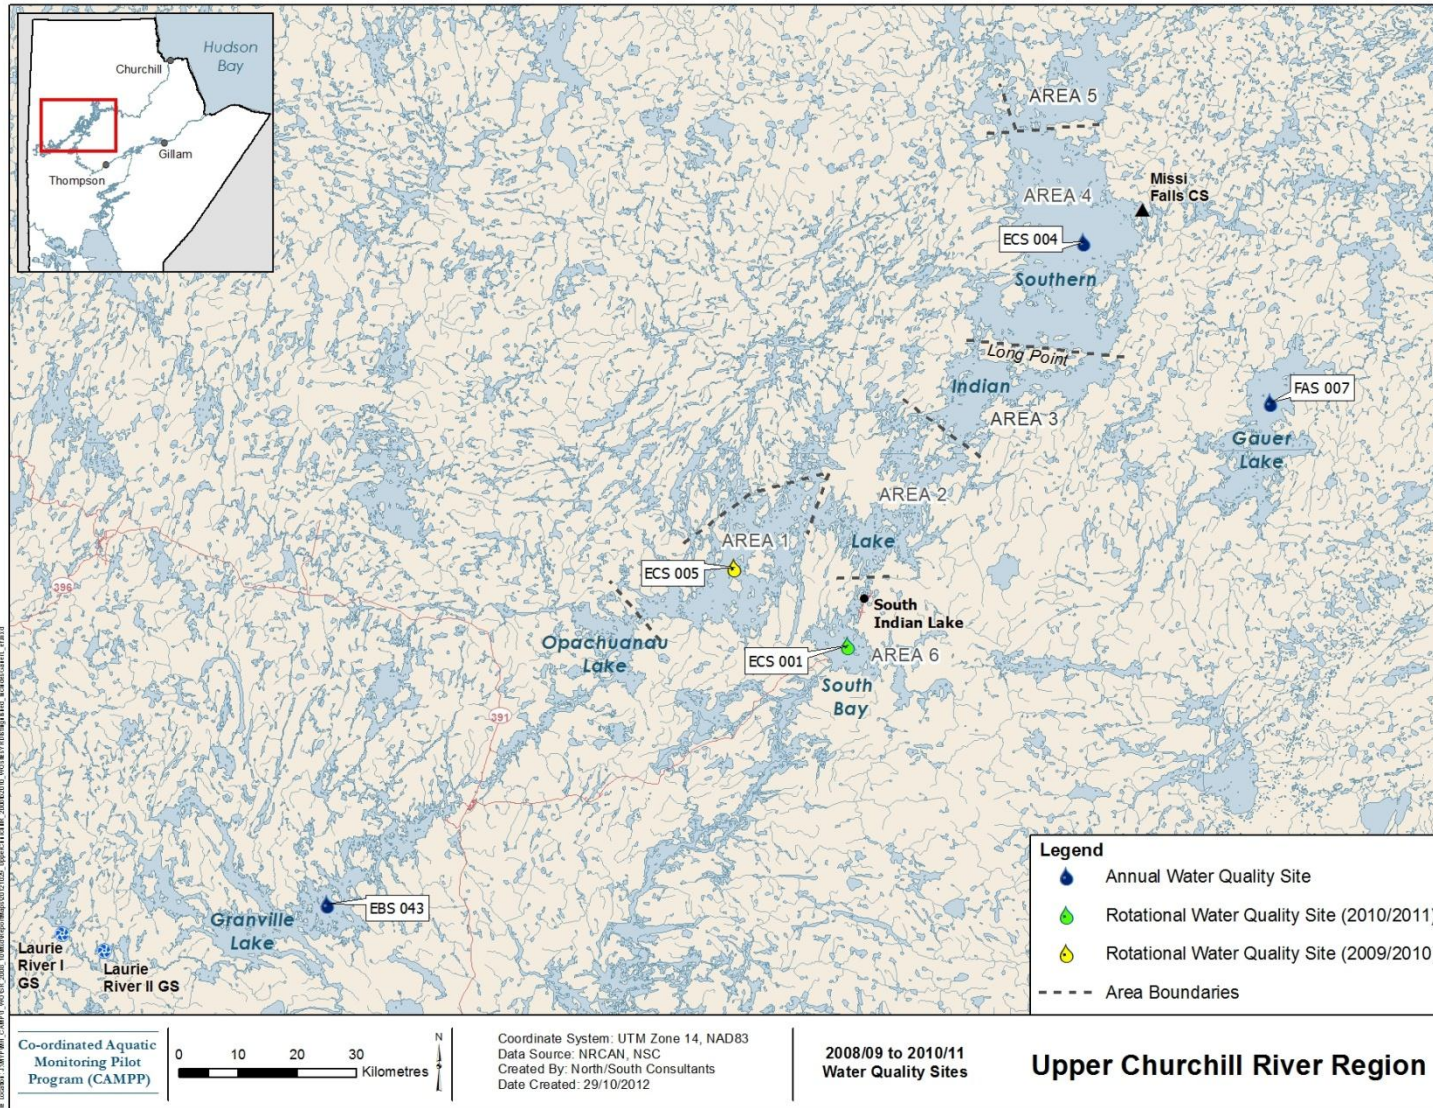 Hudson
Bay
Churchill
Gillam
Thompson
AREA 5
AREA 4
Missi
Falls CS
ECS 004
Southern
Long Point
Indian
FAS 007
AREA 3
Gauer
Lake
AREA 2
AREA 1
Lake
ECS 005
396
South
Indian Lake
Opachuanau
Lake
ECS 001
AREA 6
South
Bay
391
EBS 043
Granville
Lake
Laurie
River I
GS
Laurie
River II GS
Legend
Annual Water Quality Site
Rotational Water Quality Site (2010/2011)
Rotational Water Quality Site (2009/2010
Area Boundaries
Co-ordinated Aquatic
Monitoring Pilot
Program (CAMPP)
0 10 20 30
Kilometres
N
Coordinate System: UTM Zone 14, NAD83
Data Source: NRCAN, NSC
Created By: North/South Consultants
Date Created: 29/10/2012
2008/09 to 2010/11
Water Quality Sites
Upper Churchill River Region